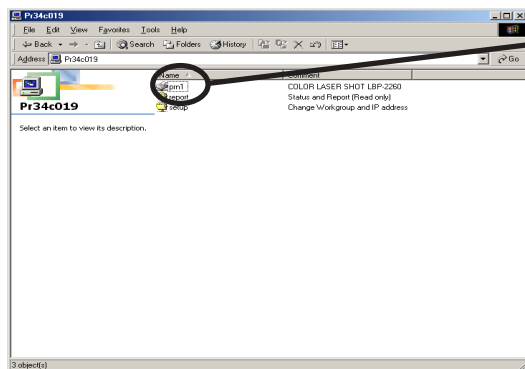 Pr34c019
File Edit View Favorites Tools Help
Back Search Folders History
Address Pr34c019 Go
Name Comment
prn1 COLOR LASER SHOT LBP-2260
report Status and Report (Read only)
setup Change Workgroup and IP address
Pr34c019
Select an item to view its description.
3 object(s)